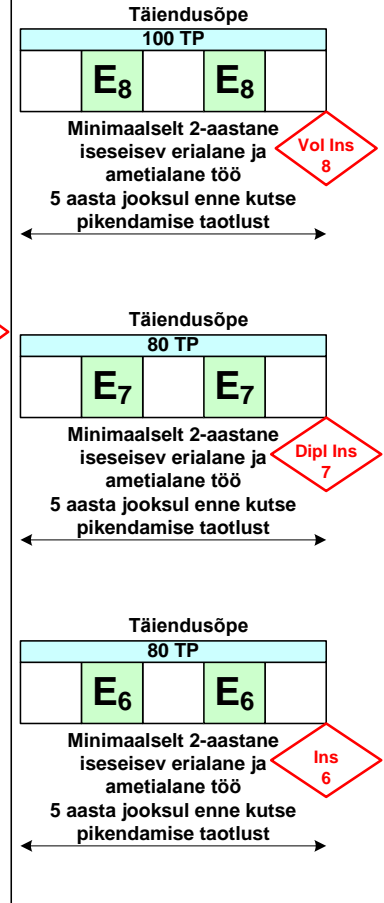 Täiendusõpe
100 TP
E8 E8
Minimaalselt 2-aastane
iseseisev erialane ja
ametialane töö
5 aasta jooksul enne kutse
pikendamise taotlust
Vol Ins
8
Täiendusõpe
80 TP
E7 E7
Minimaalselt 2-aastane
iseseisev erialane ja
ametialane töö
5 aasta jooksul enne kutse
pikendamise taotlust
Dipl Ins
7
Täiendusõpe
80 TP
E6 E6
Minimaalselt 2-aastane
iseseisev erialane ja
ametialane töö
5 aasta jooksul enne kutse
pikendamise taotlust
Ins
6